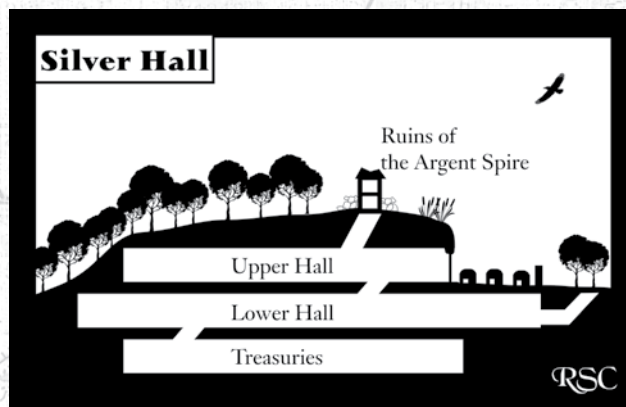 Silver Hall
Ruins of
the Argent Spire
Upper Hall
Lower Hall
Treasuries
RSC